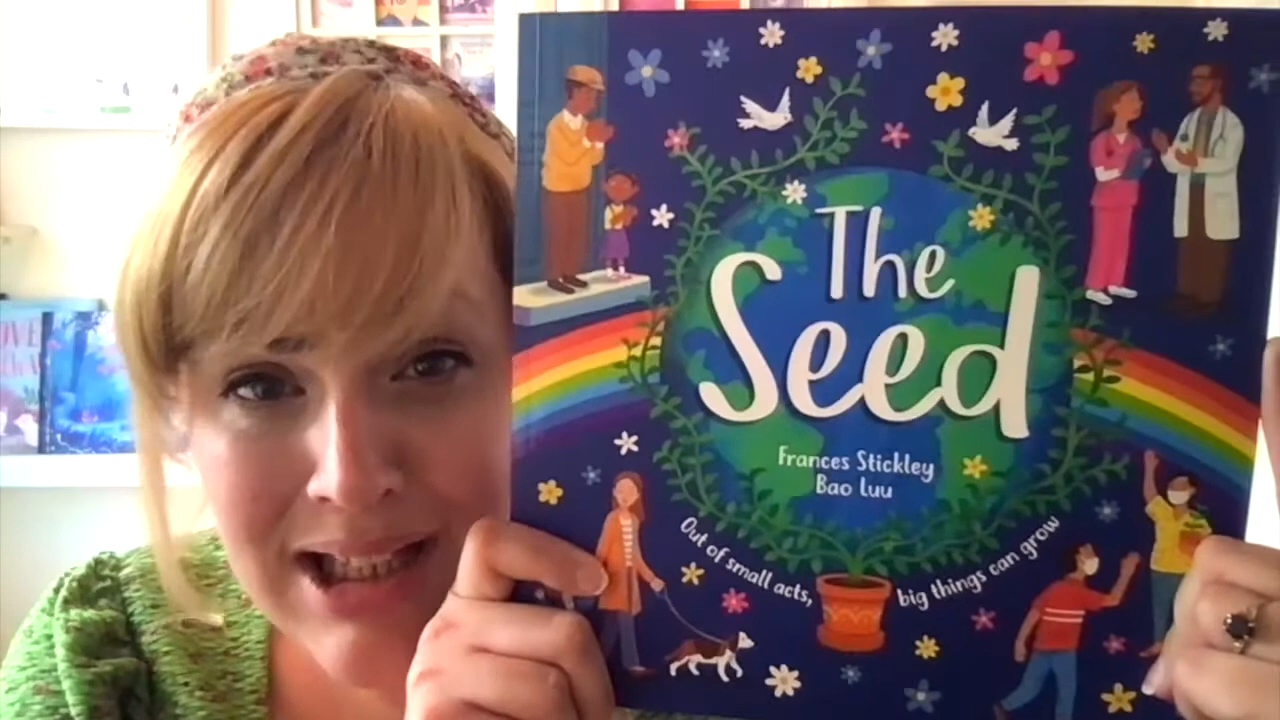 The
Seed
Frances Stickley
Bao Luu
Out of small acts, big things can grow